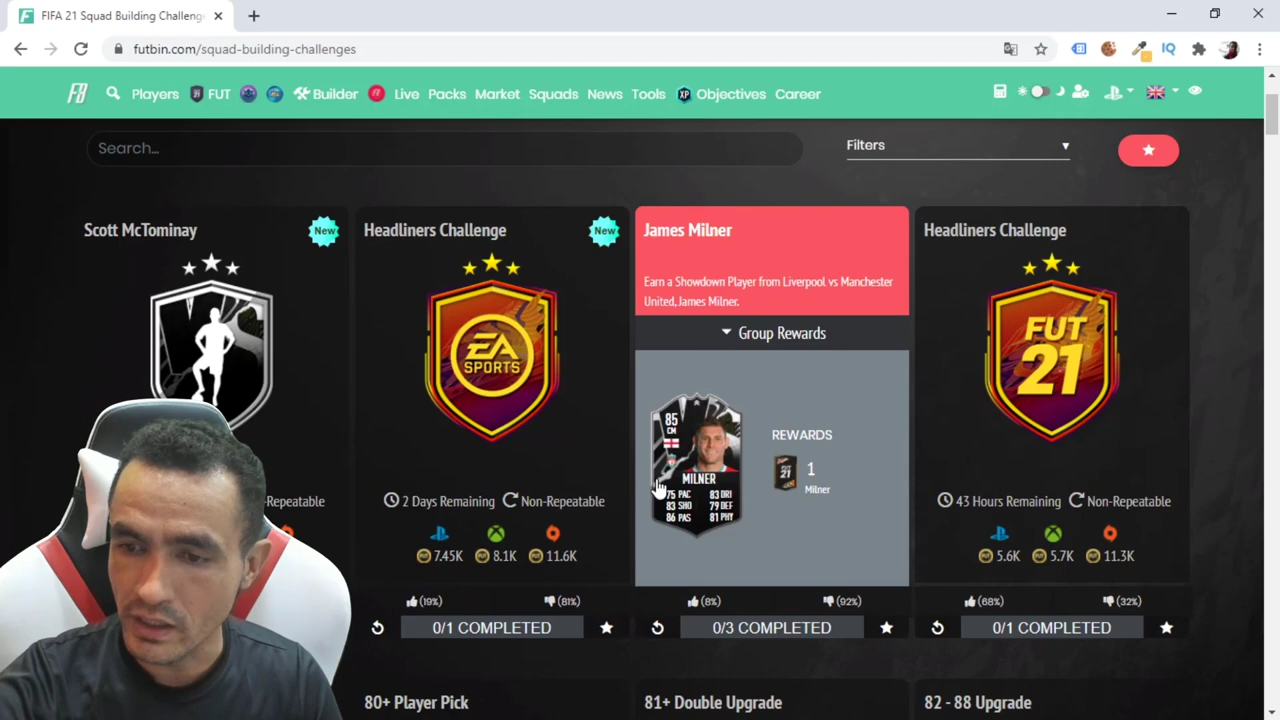 FIFA 21 Squad Building Challeng
futbin.com/squad-building-challenges
IQ
Players FUT Builder Live Packs Market Squads News Tools XP Objectives Career
Search...
Filters
Scott McTominay
New
Headliners Challenge
New
James Milner
Earn a Showdown Player from Liverpool vs Manchester
United, James Milner.
Group Rewards
Headliners Challenge
EA
SPORTS
FUT
21
85
CM
MILNER
75 PAC 83 DRI
83 SHO 79 DEF
86 PAS 81 PHY
REWARDS
FUT
21
1
Milner
-Repeatable
2 Days Remaining Non-Repeatable
43 Hours Remaining Non-Repeatable
7.45K 8.1K 11.6K
5.6K 5.7K 11.3K
(19%) (81%)
(8%) (92%)
(68%) (32%)
0/1 COMPLETED
0/3 COMPLETED
0/1 COMPLETED
80+ Player Pick
81+ Double Upgrade
82 - 88 Upgrade